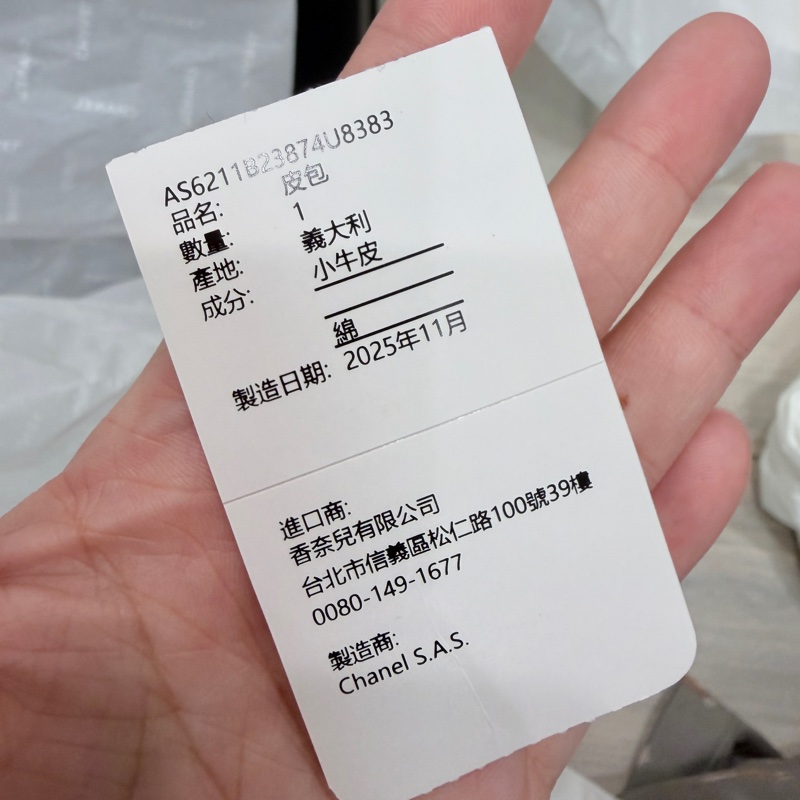 AS6211B23874U8383
品名: 皮包
數量: 1
產地: 義大利
成分: 小牛皮
綿
製造日期: 2025年11月
進口商:
香奈兒有限公司
台北市信義區松仁路100號39樓
0080-149-1677
製造商:
Chanel S.A.S.